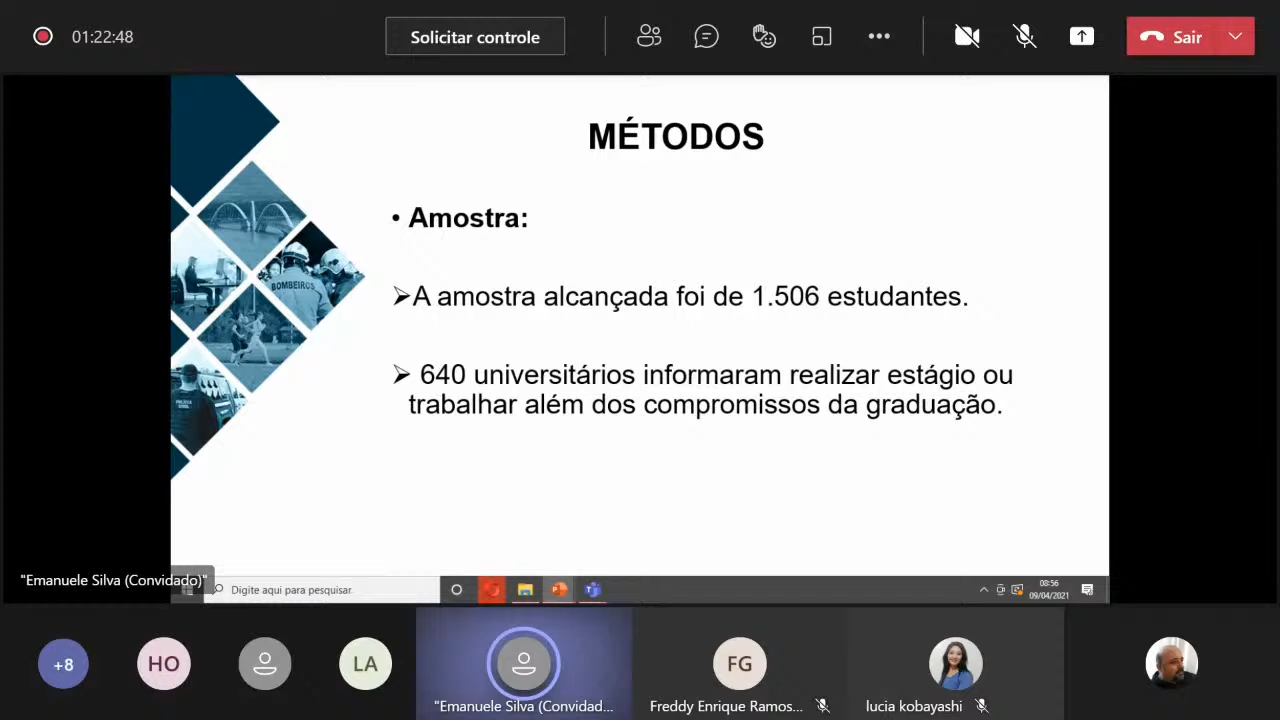 01:22:48
Solicitar controle
Sair
MÉTODOS
• Amostra:
➢A amostra alcançada foi de 1.506 estudantes.
➢ 640 universitários informaram realizar estágio ou
trabalhar além dos compromissos da graduação.
BOMBEIROS
"Emanuele Silva (Convidado)"
Digite aqui para pesquisar
08:56
09/04/2021
+8
HO
LA
FG
"Emanuele Silva (Convidad...
Freddy Enrique Ramos...
lucia kobayashi